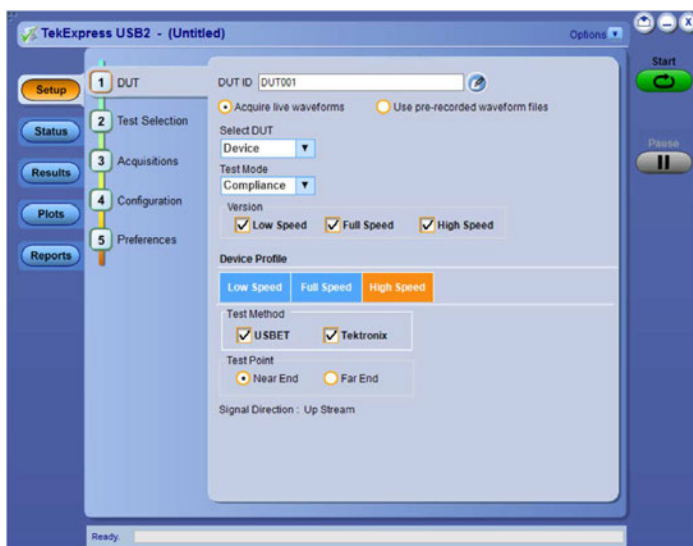 TekExpress USB2 - (Untitled)
Options
Start
Pause
Setup
Status
Results
Plots
Reports
1 DUT
2 Test Selection
3 Acquisitions
4 Configuration
5 Preferences
DUT ID DUT001
Acquire live waveforms Use pre-recorded waveform files
Select DUT
Device
Test Mode
Compliance
Version
Low Speed Full Speed High Speed
Device Profile
Low Speed Full Speed High Speed
Test Method
USBET Tektronix
Test Point
Near End Far End
Signal Direction : Up Stream
Ready.